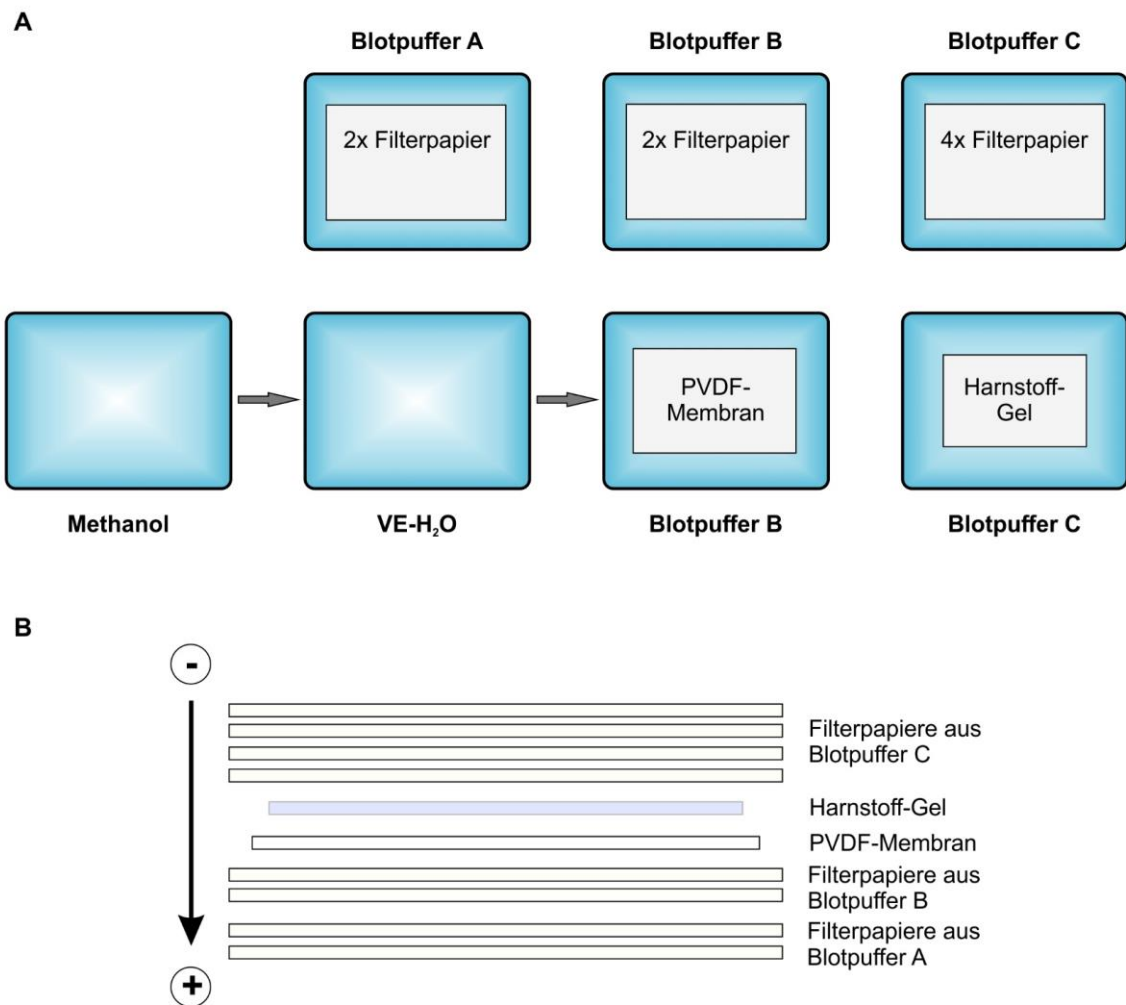 A
Blotpuffer A
Blotpuffer B
Blotpuffer C
2x Filterpapier
2x Filterpapier
4x Filterpapier
PVDF-
Membran
Harnstoff-
Gel
Methanol
VE-H₂O
Blotpuffer B
Blotpuffer C
B
-
Filterpapiere aus
Blotpuffer C
Harnstoff-Gel
PVDF-Membran
Filterpapiere aus
Blotpuffer B
Filterpapiere aus
Blotpuffer A
+